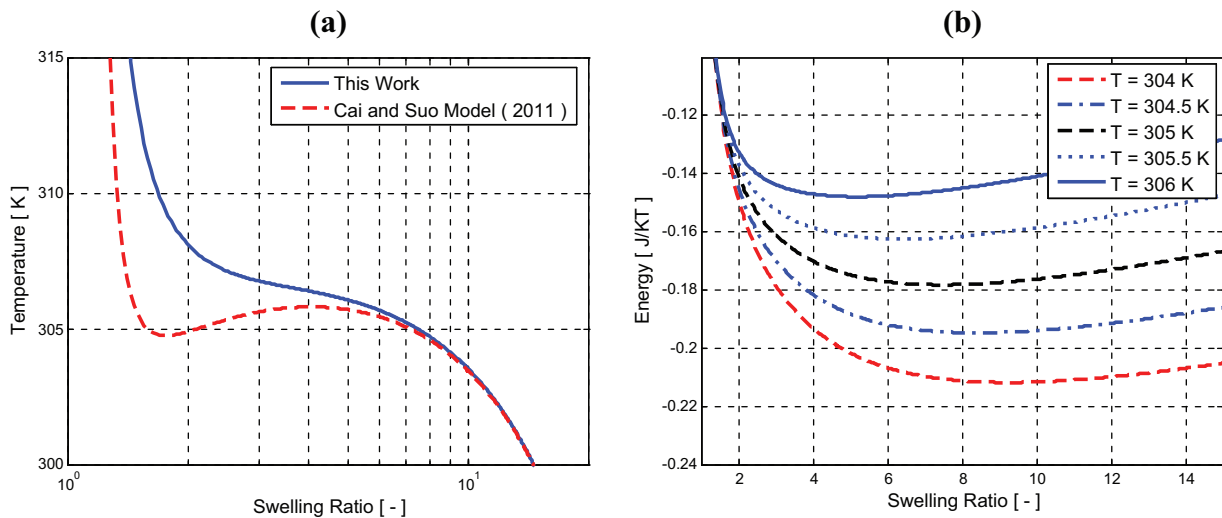 (a)
315
310
305
300
Temperature [ K ]
10^0
10^1
Swelling Ratio [ - ]
This Work
Cai and Suo Model ( 2011 )
(b)
-0.12
-0.14
-0.16
-0.18
-0.2
-0.22
-0.24
Energy [ J/KT ]
2 4 6 8 10 12 14
Swelling Ratio [ - ]
T = 304 K
T = 304.5 K
T = 305 K
T = 305.5 K
T = 306 K